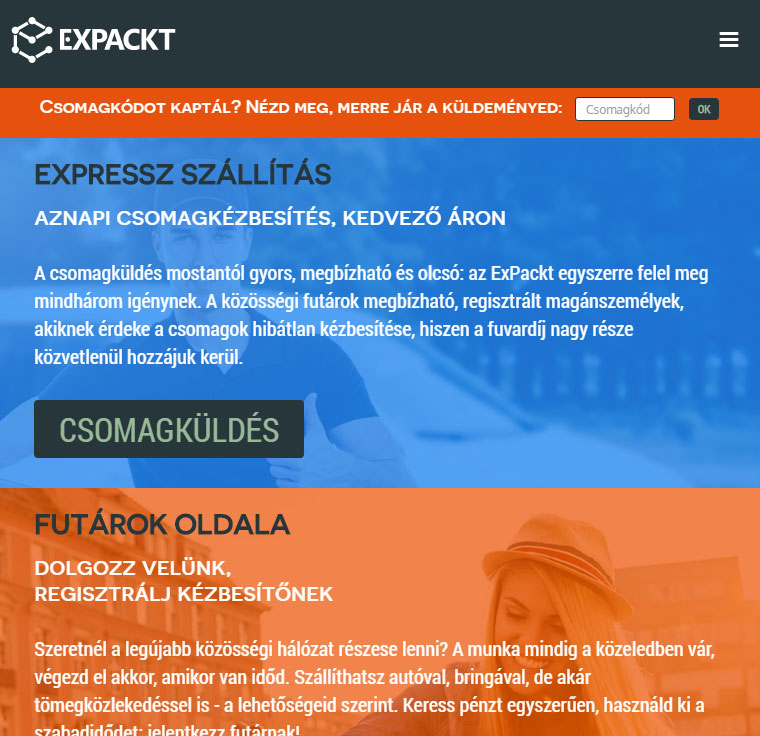 EXPACKT
Csomagkódot kaptál? Nézd meg, merre jár a küldeményed: Csomagkód OK
EXPRESSZ SZÁLLÍTÁS
AZNAPI CSOMAGKÉZBESÍTÉS, KEDVEZŐ ÁRON
A csomagküldés mostantól gyors, megbízható és olcsó: az ExPackt egyszerre felel meg
mindhárom igénynek. A közösségi futárok megbízható, regisztrált magánszemélyek,
akiknek érdeke a csomagok hibátlan kézbesítése, hiszen a fuvardíj nagy része
közvetlenül hozzájuk kerül.
CSOMAGKÜLDÉS
FUTÁROK OLDALA
DOLGOZZ VELÜNK,
REGISZTRÁLJ KÉZBESÍTŐNEK
Szeretnél a legújabb közösségi hálózat részese lenni? A munka mindig a közeledben vár,
végezd el akkor, amikor van időd. Szállíthatsz autóval, bringával, de akár
tömegközlekedéssel is - a lehetőségeid szerint. Keress pénzt egyszerűen, használd ki a
szabadidődet: jelentkezz futárnak!